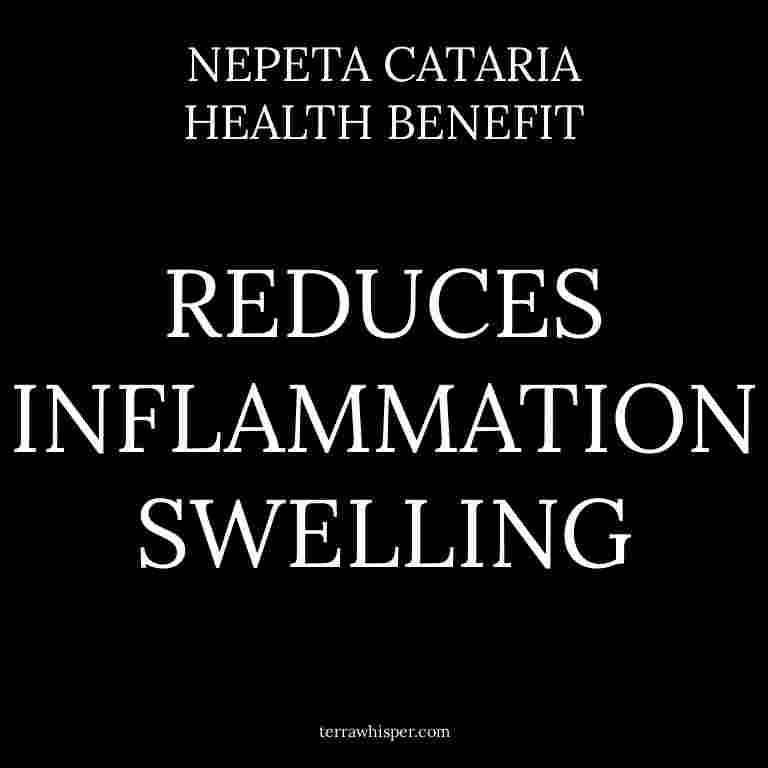 NEPETA CATARIA
HEALTH BENEFIT
REDUCES
INFLAMMATION
SWELLING
terrawhisper.com